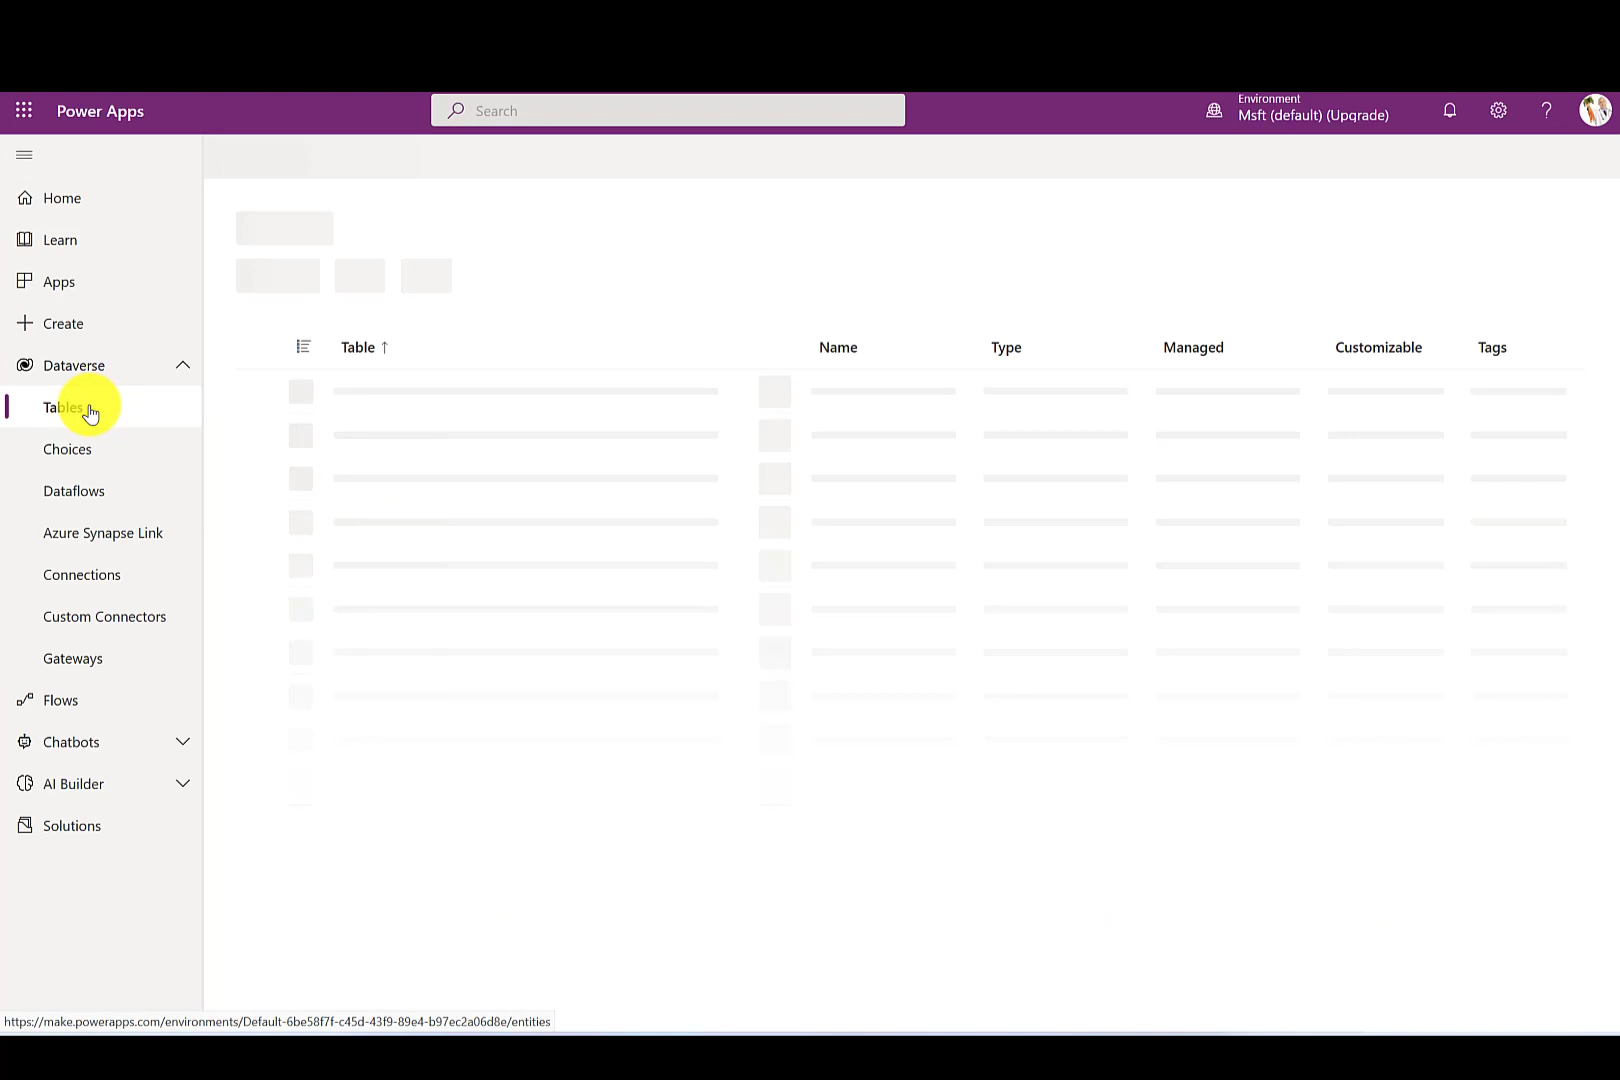 Power Apps
Search
Environment
Msft (default) (Upgrade)
Home
Learn
Apps
Create
Dataverse
Tables
Choices
Dataflows
Azure Synapse Link
Connections
Custom Connectors
Gateways
Flows
Chatbots
AI Builder
Solutions
Table ↑ Name Type Managed Customizable Tags
https://make.powerapps.com/environments/Default-6be58f7f-c45d-43f9-89e4-b97ec2a06d8e/entities